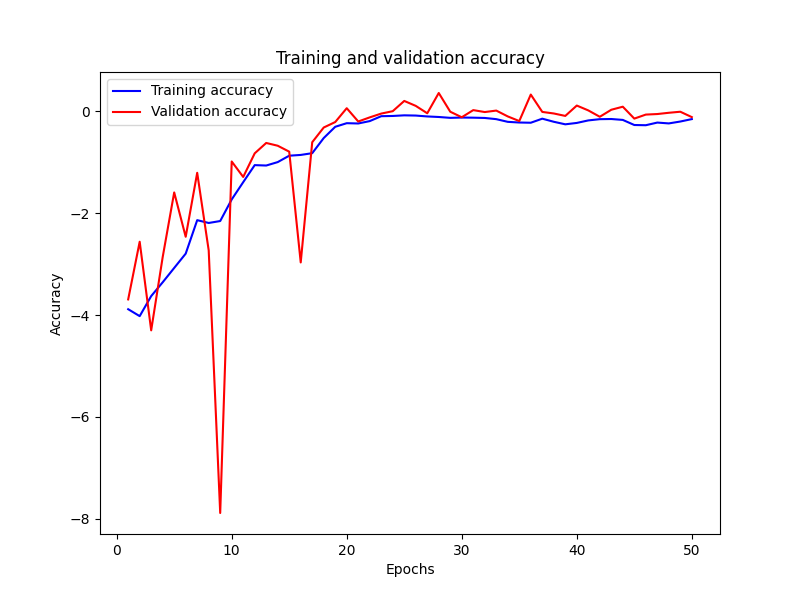 Training and validation accuracy
Training accuracy
Validation accuracy
Accuracy
0
−2
−4
−6
−8
0 10 20 30 40 50
Epochs